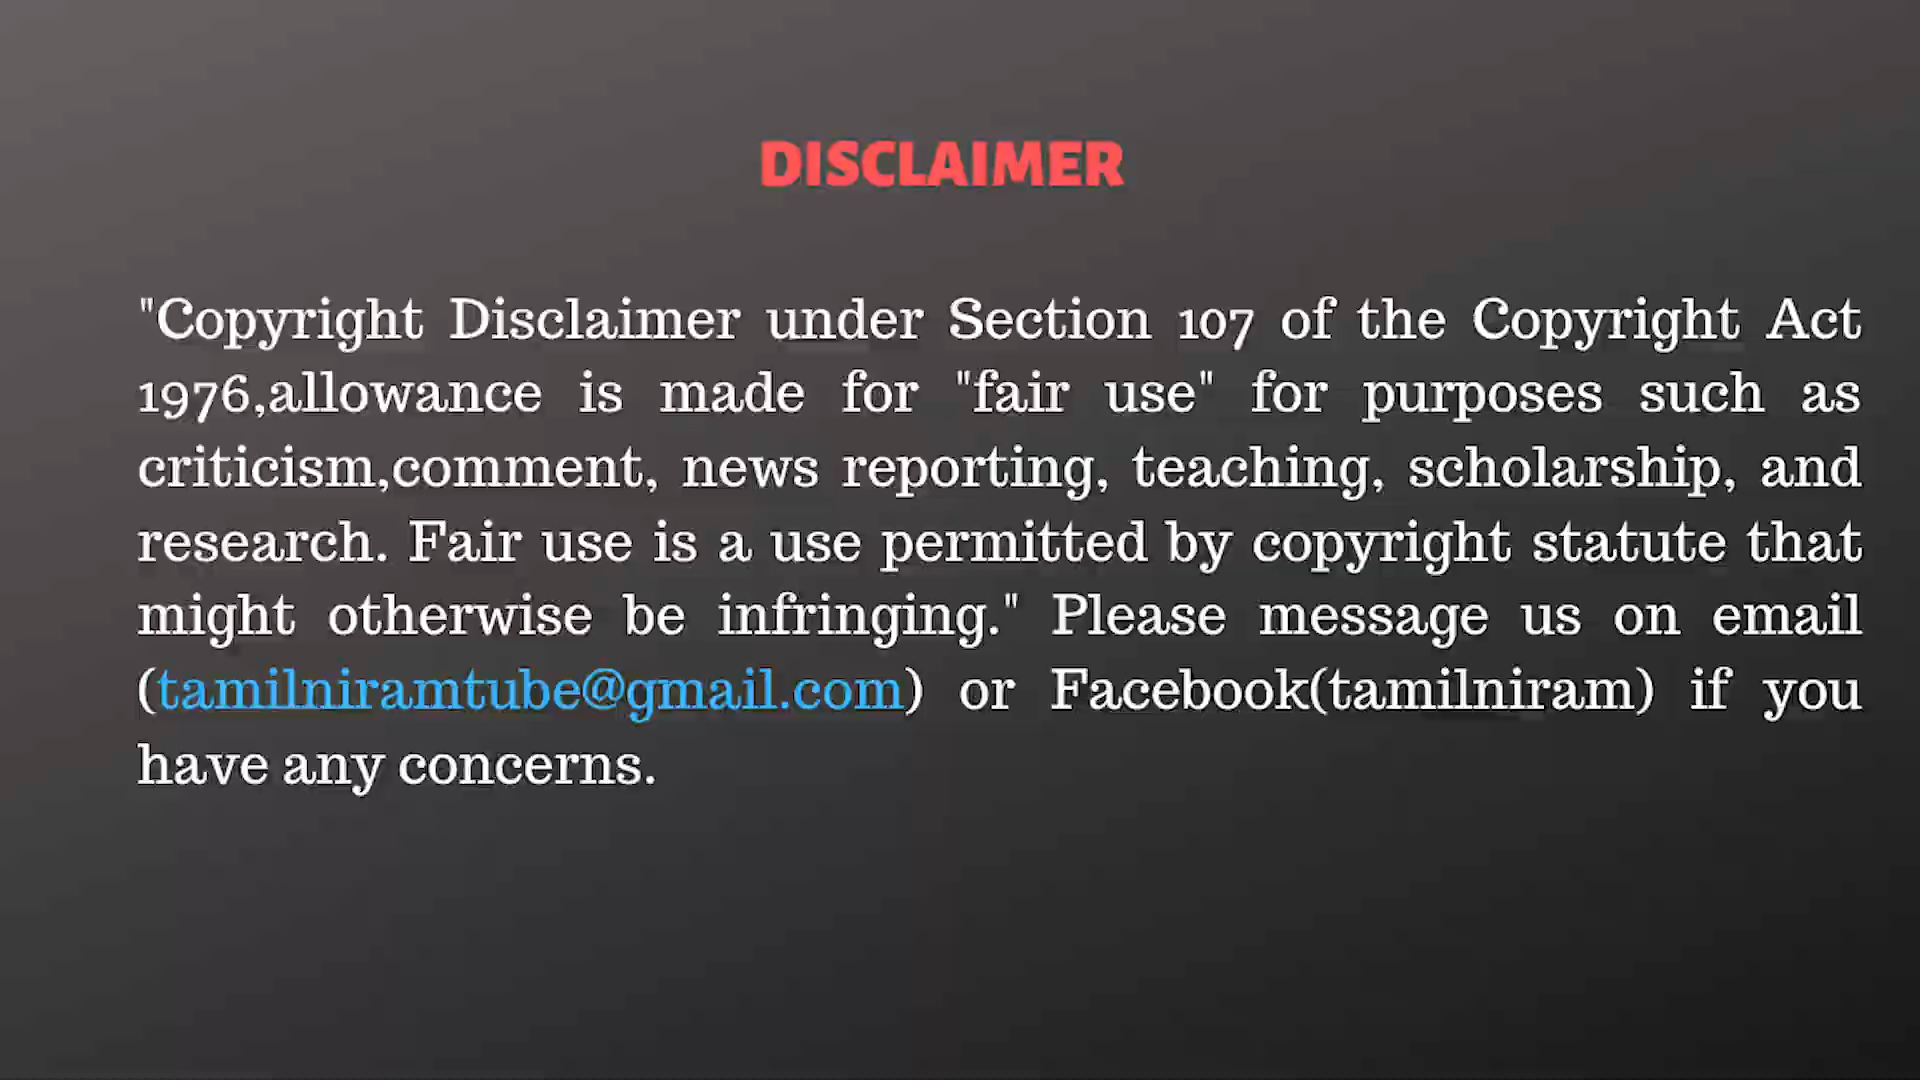 DISCLAIMER
"Copyright Disclaimer under Section 107 of the Copyright Act
1976,allowance is made for "fair use" for purposes such as
criticism,comment, news reporting, teaching, scholarship, and
research. Fair use is a use permitted by copyright statute that
might otherwise be infringing." Please message us on email
(tamilniramtube@gmail.com) or Facebook(tamilniram) if you
have any concerns.